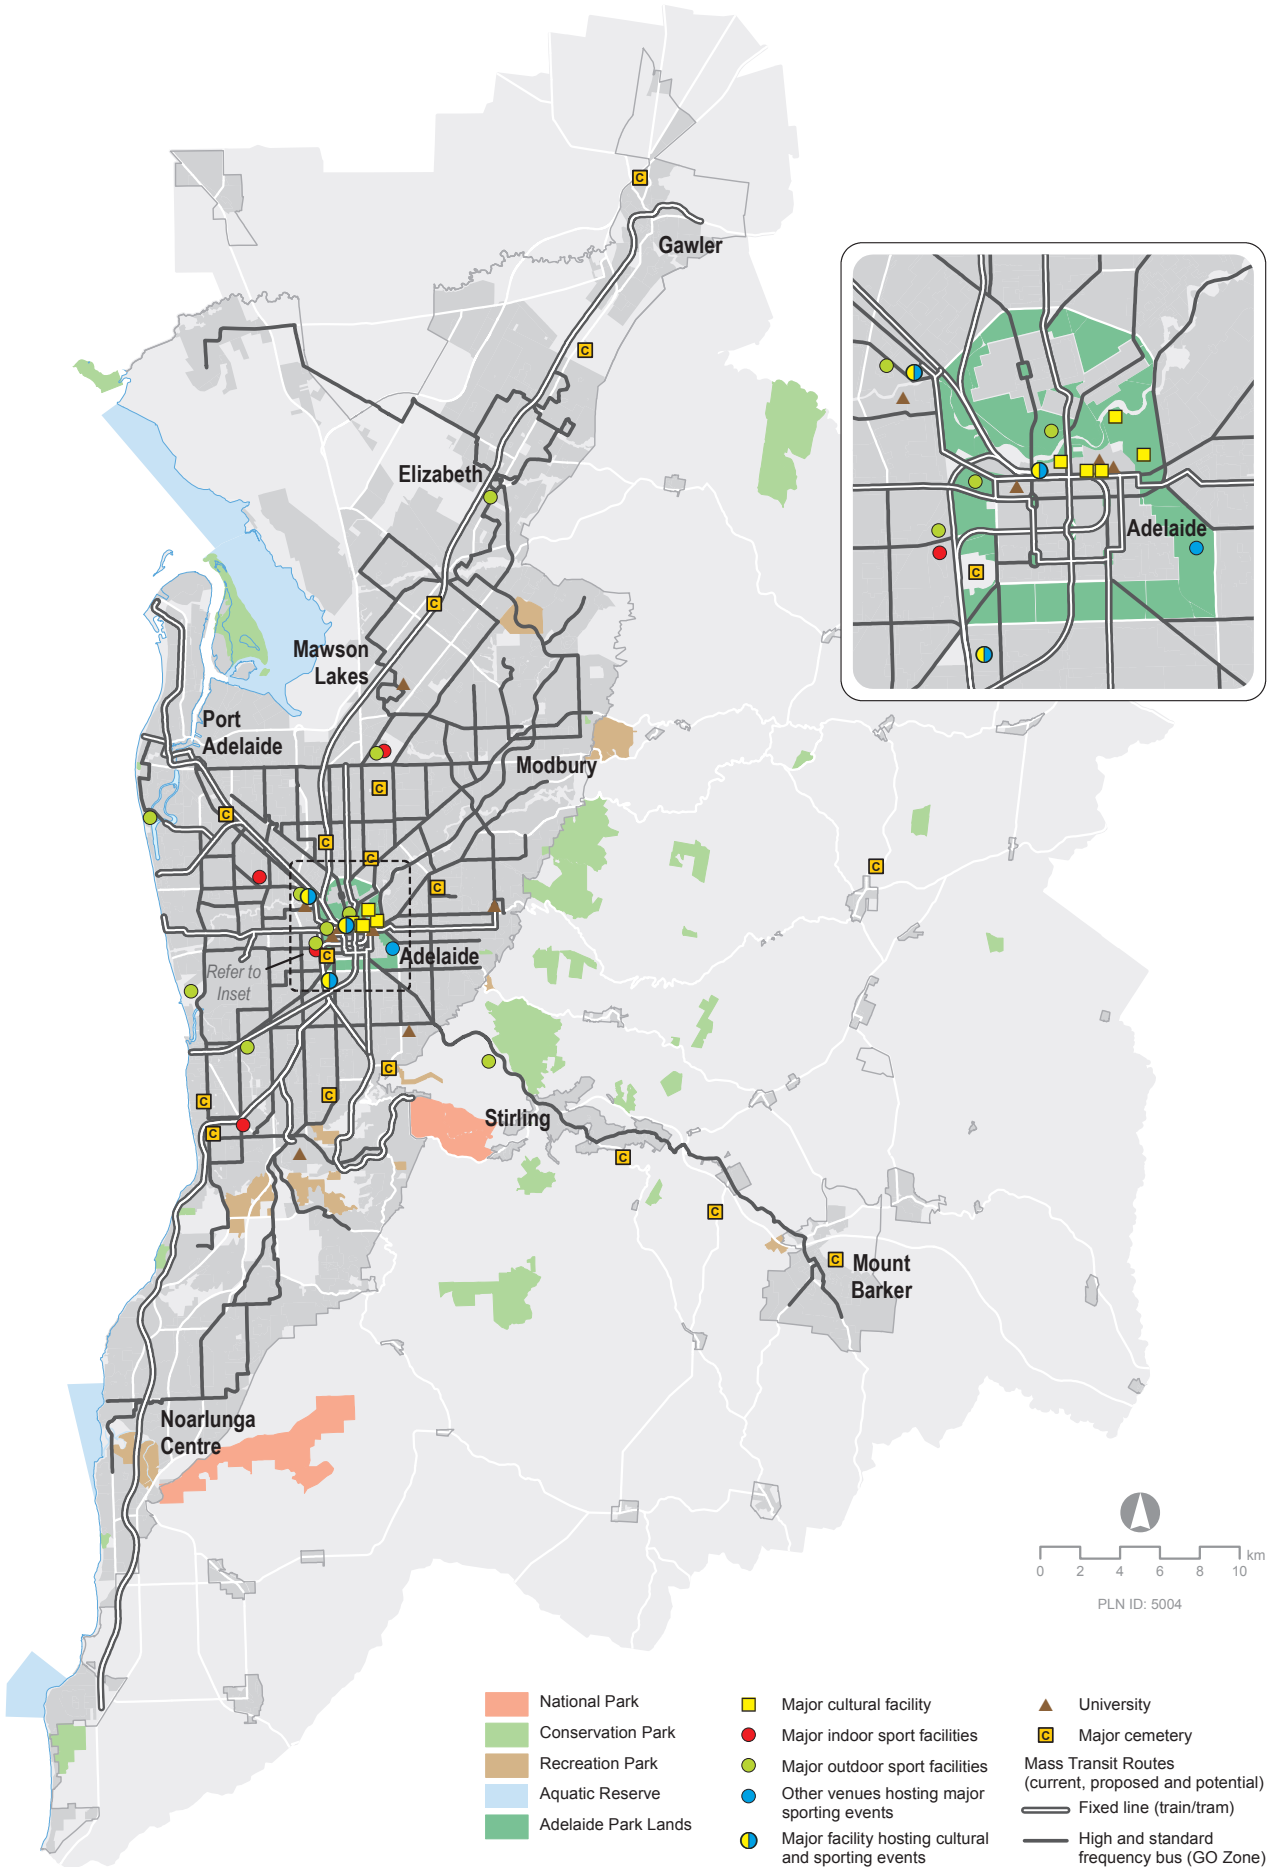 C
Gawler
C
Elizabeth
C
Adelaide
C
Mawson
Lakes
Port
Adelaide
Modbury
C
C
C
C
C
C
C
Adelaide
Refer to
Inset
C
C
C
C
Stirling
C
C
C
Mount
Barker
Noarlunga
Centre
km
0 2 4 6 8 10
PLN ID: 5004
National Park
Conservation Park
Recreation Park
Aquatic Reserve
Adelaide Park Lands
Major cultural facility
Major indoor sport facilities
Major outdoor sport facilities
Other venues hosting major
sporting events
Major facility hosting cultural
and sporting events
University
C Major cemetery
Mass Transit Routes
(current, proposed and potential)
Fixed line (train/tram)
High and standard
frequency bus (GO Zone)